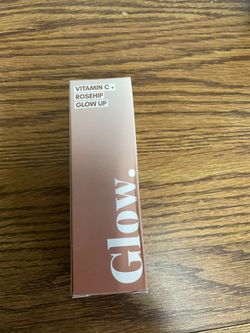 VITAMIN C +
ROSEHIP
GLOW UP
Glow.